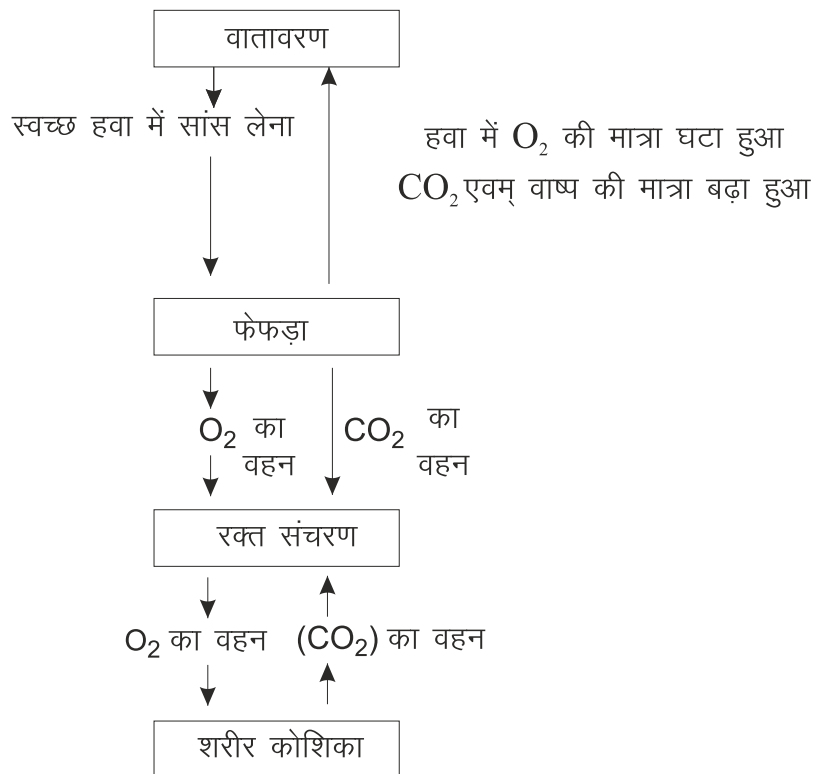 वातावरण
स्वच्छ हवा में सांस लेना
हवा में O₂ की मात्रा घटा हुआ
CO₂ एवम् वाष्प की मात्रा बढ़ा हुआ
फेफड़ा
O₂ का
वहन
CO₂ का
वहन
रक्त संचरण
O₂ का वहन
(CO₂) का वहन
शरीर कोशिका